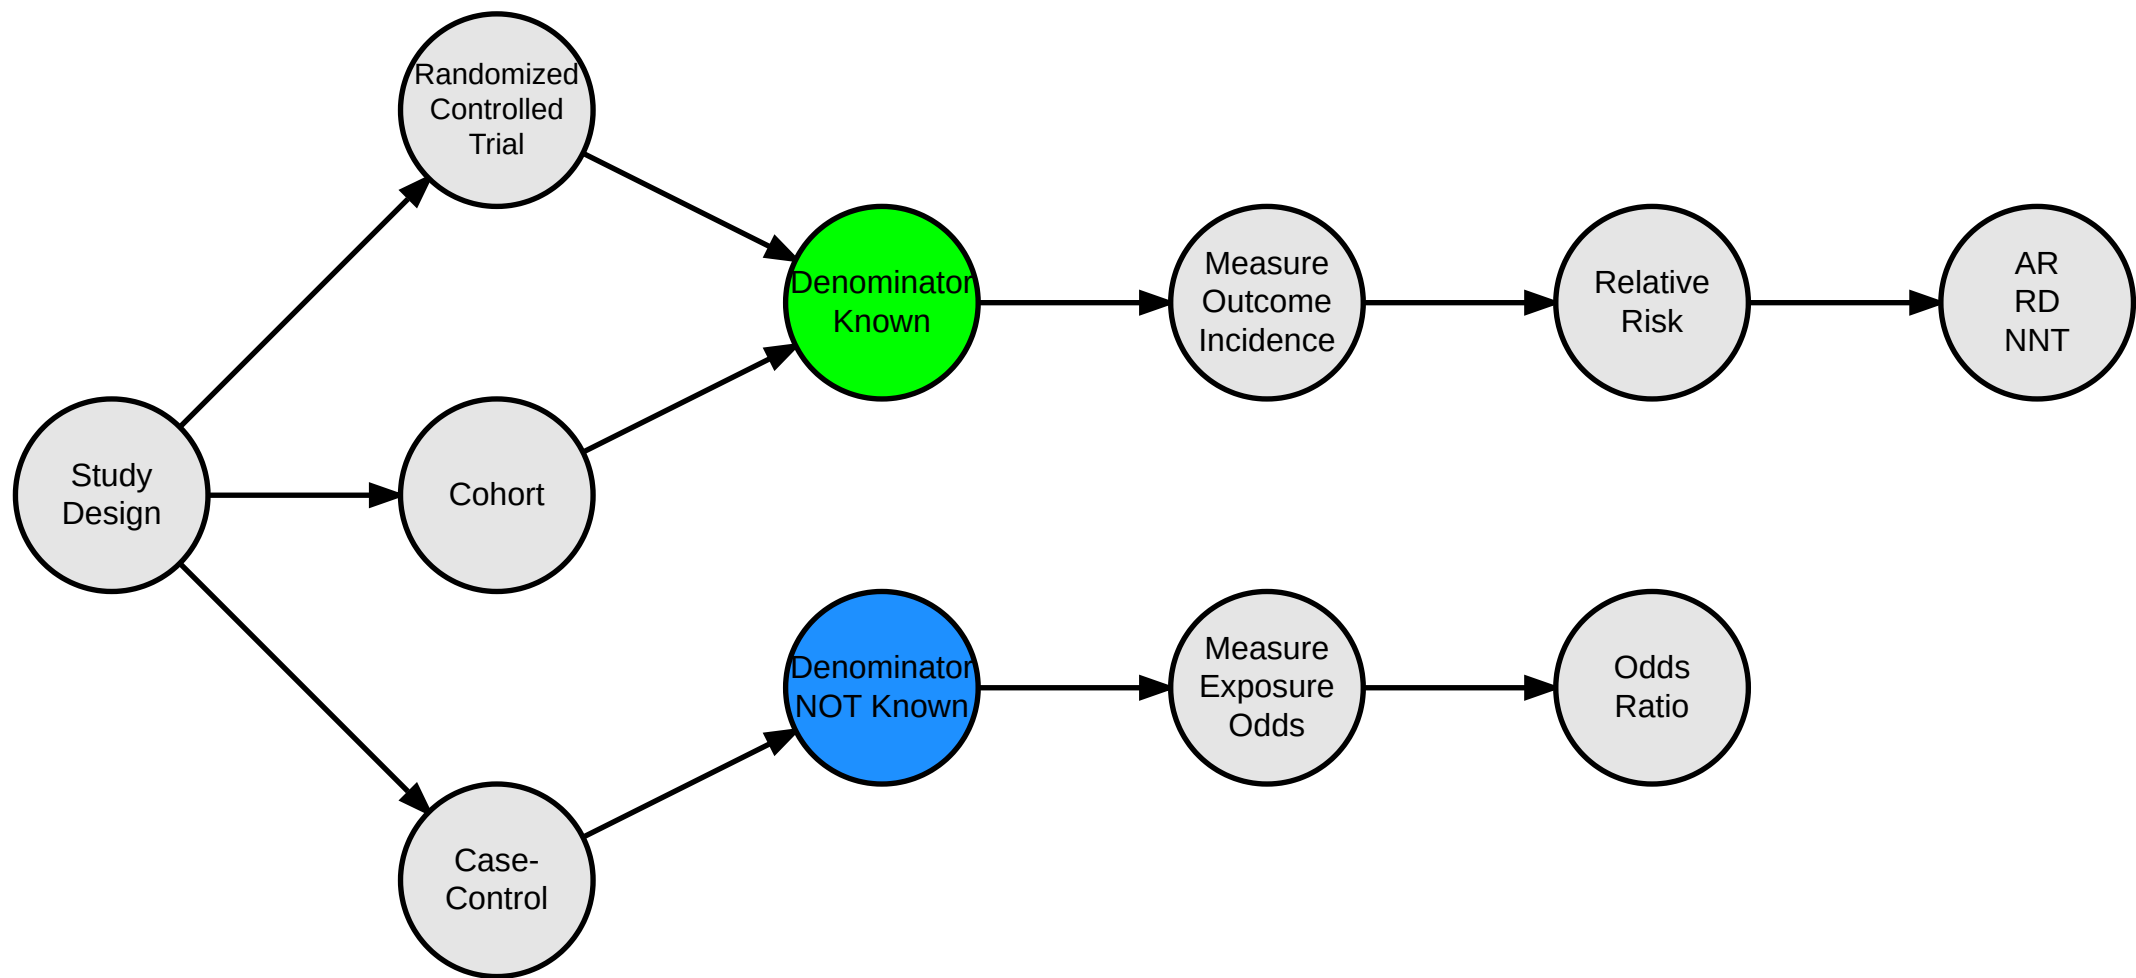 Randomized
Controlled
Trial
Denominator
Known
Measure
Outcome
Incidence
Relative
Risk
AR
RD
NNT
Study
Design
Cohort
Denominator
NOT Known
Measure
Exposure
Odds
Odds
Ratio
Case-
Control